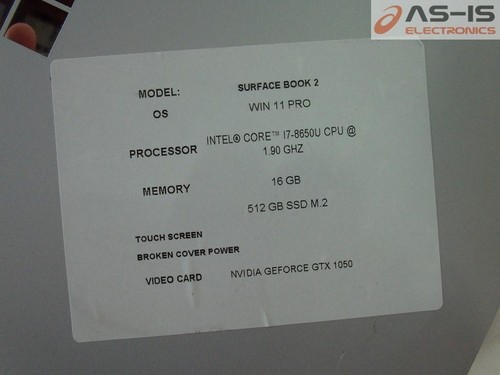 AS-IS
ELECTRONICS
MODEL: SURFACE BOOK 2
OS WIN 11 PRO
PROCESSOR INTEL® CORE™ I7-8650U CPU @
1.90 GHZ
MEMORY 16 GB
512 GB SSD M.2
TOUCH SCREEN
BROKEN COVER POWER
VIDEO CARD NVIDIA GEFORCE GTX 1050